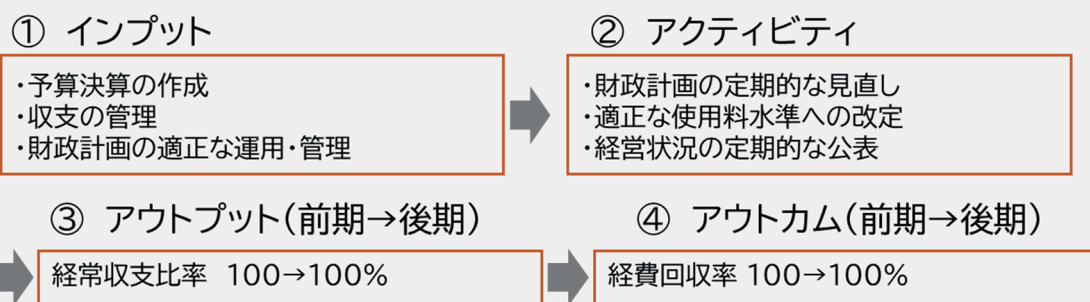 ① インプット
・予算決算の作成
・収支の管理
・財政計画の適正な運用・管理
② アクティビティ
・財政計画の定期的な見直し
・適正な使用料水準への改定
・経営状況の定期的な公表
③ アウトプット(前期→後期)
経常収支比率 100→100%
④ アウトカム(前期→後期)
経費回収率 100→100%